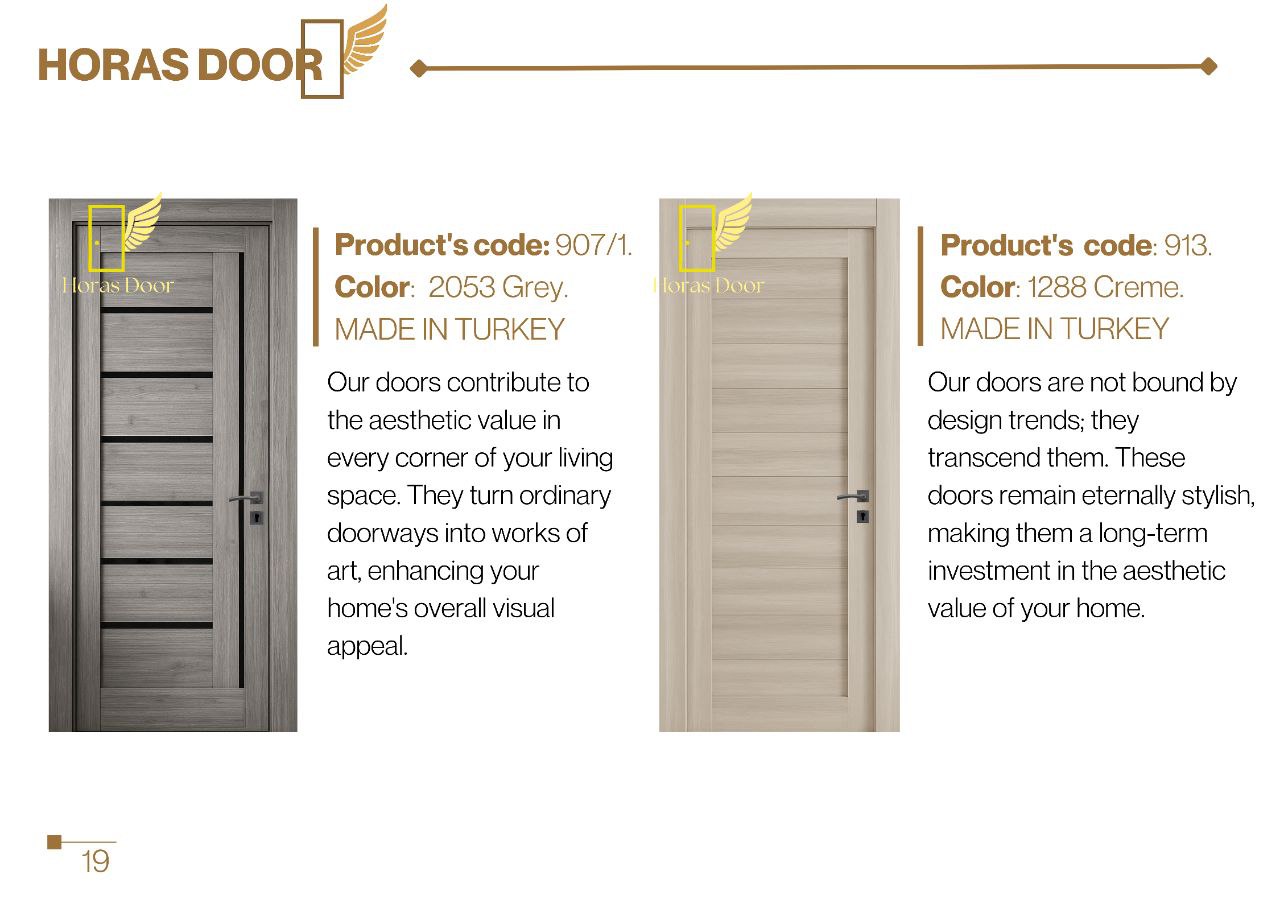 HORAS DOOR
Horas Door
Product's code: 907/1.
Color:  2053 Grey.
MADE IN TURKEY
Our doors contribute to
the aesthetic value in
every corner of your living
space. They turn ordinary
doorways into works of
art, enhancing your
home's overall visual
appeal.
Horas Door
Product's  code: 913.
Color: 1288 Creme.
MADE IN TURKEY
Our doors are not bound by
design trends; they
transcend them. These
doors remain eternally stylish,
making them a long-term
investment in the aesthetic
value of your home.
19